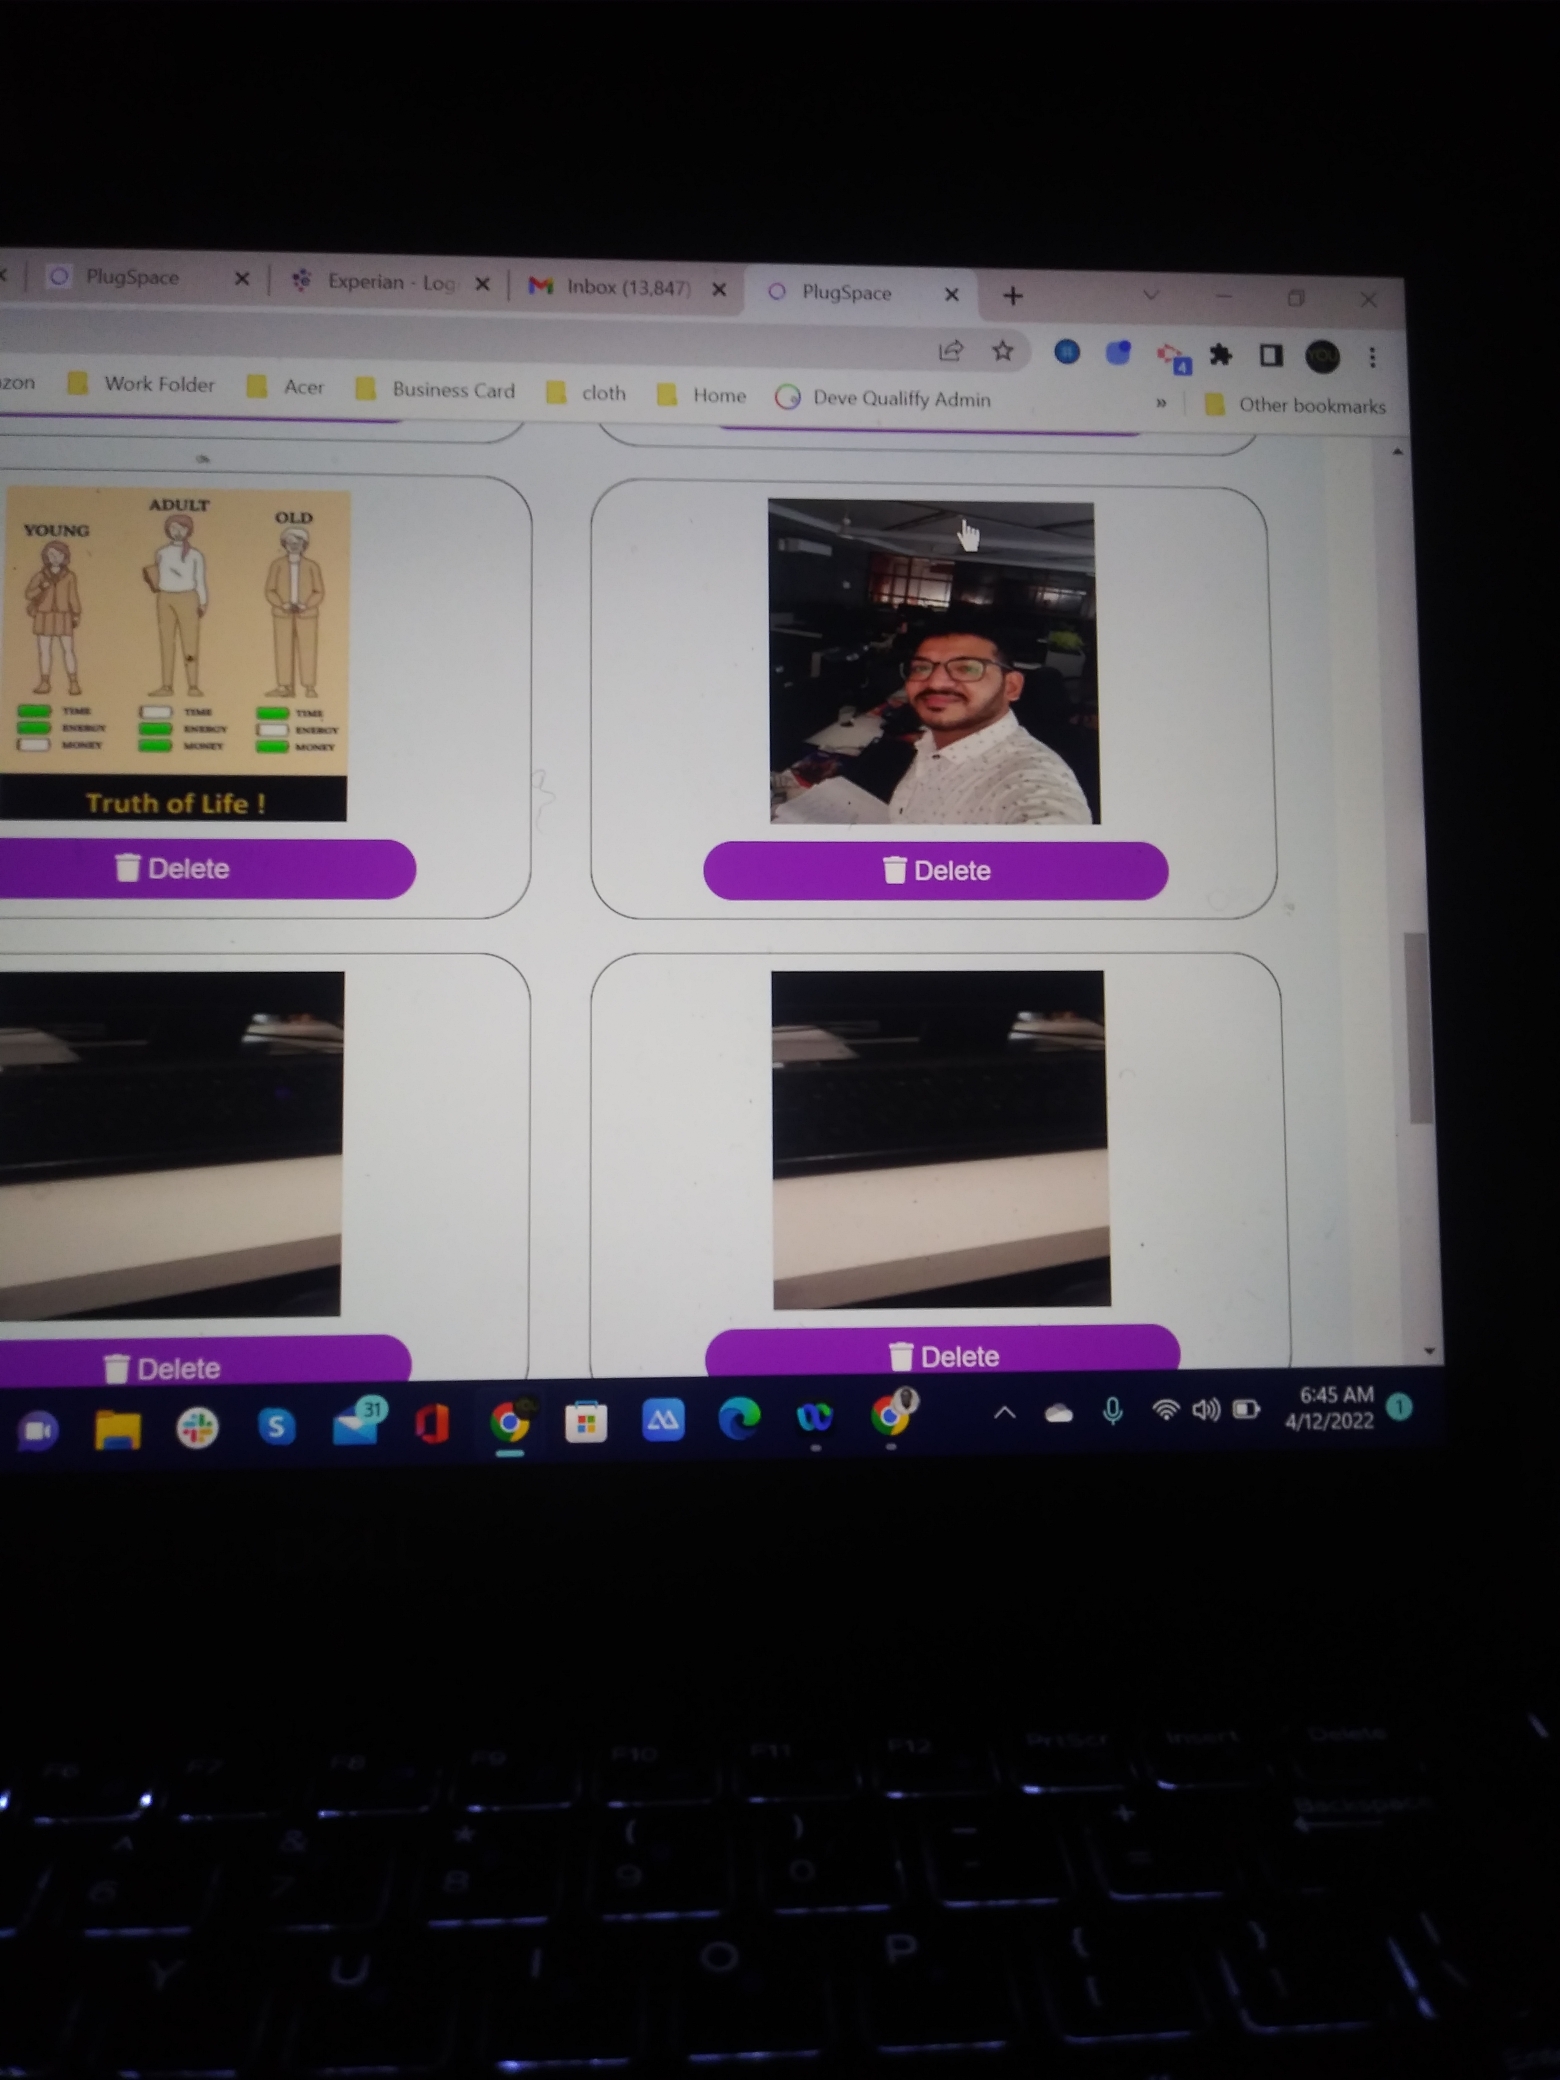 PlugSpace
Experian - Log
Inbox (13,847)
PlugSpace
4
YOU
zon
Work Folder
Acer
Business Card
cloth
Home
Deve Qualiffy Admin
»
Other bookmarks
YOUNG
ADULT
OLD
TIME
ENERGY
MONEY
TIME
ENERGY
MONEY
TIME
ENERGY
MONEY
Truth of Life !
Delete
Delete
Delete
Delete
31
6:45 AM
4/12/2022
1
F6 F7 F8 F9 F10 F11 F12 PrtScr Insert Delete
^ & * ( ) _ + Backspace
6 7 8 9 0 - =
Y U I O P { }